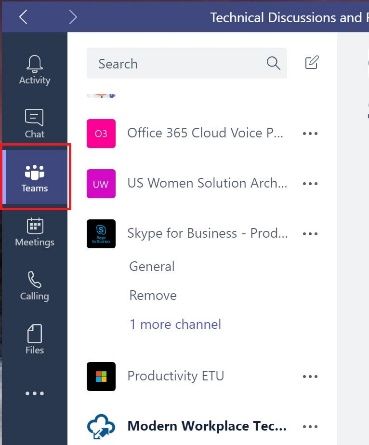 Technical Discussions and
Search
Activity
Chat
O3 Office 365 Cloud Voice P... ...
Teams
UW US Women Solution Arch... ...
Meetings
Skype for Business - Prod... ...
General
Calling
Remove
1 more channel
Files
Productivity ETU ...
...
Modern Workplace Tec... ...